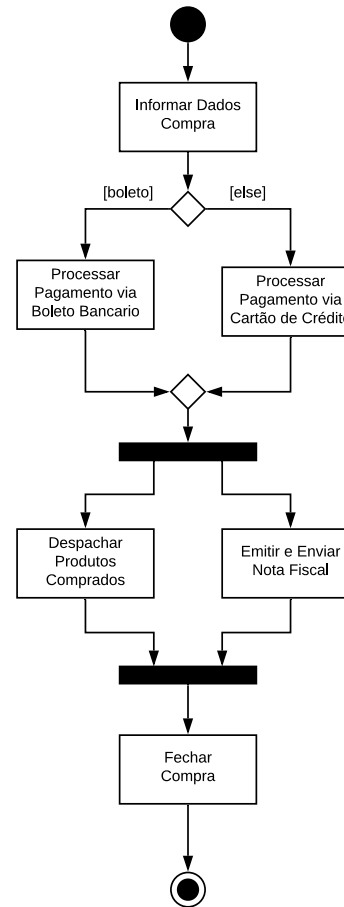 Informar Dados
Compra
[boleto]
[else]
Processar
Pagamento via
Boleto Bancario
Processar
Pagamento via
Cartão de Crédito
Despachar
Produtos
Comprados
Emitir e Enviar
Nota Fiscal
Fechar
Compra